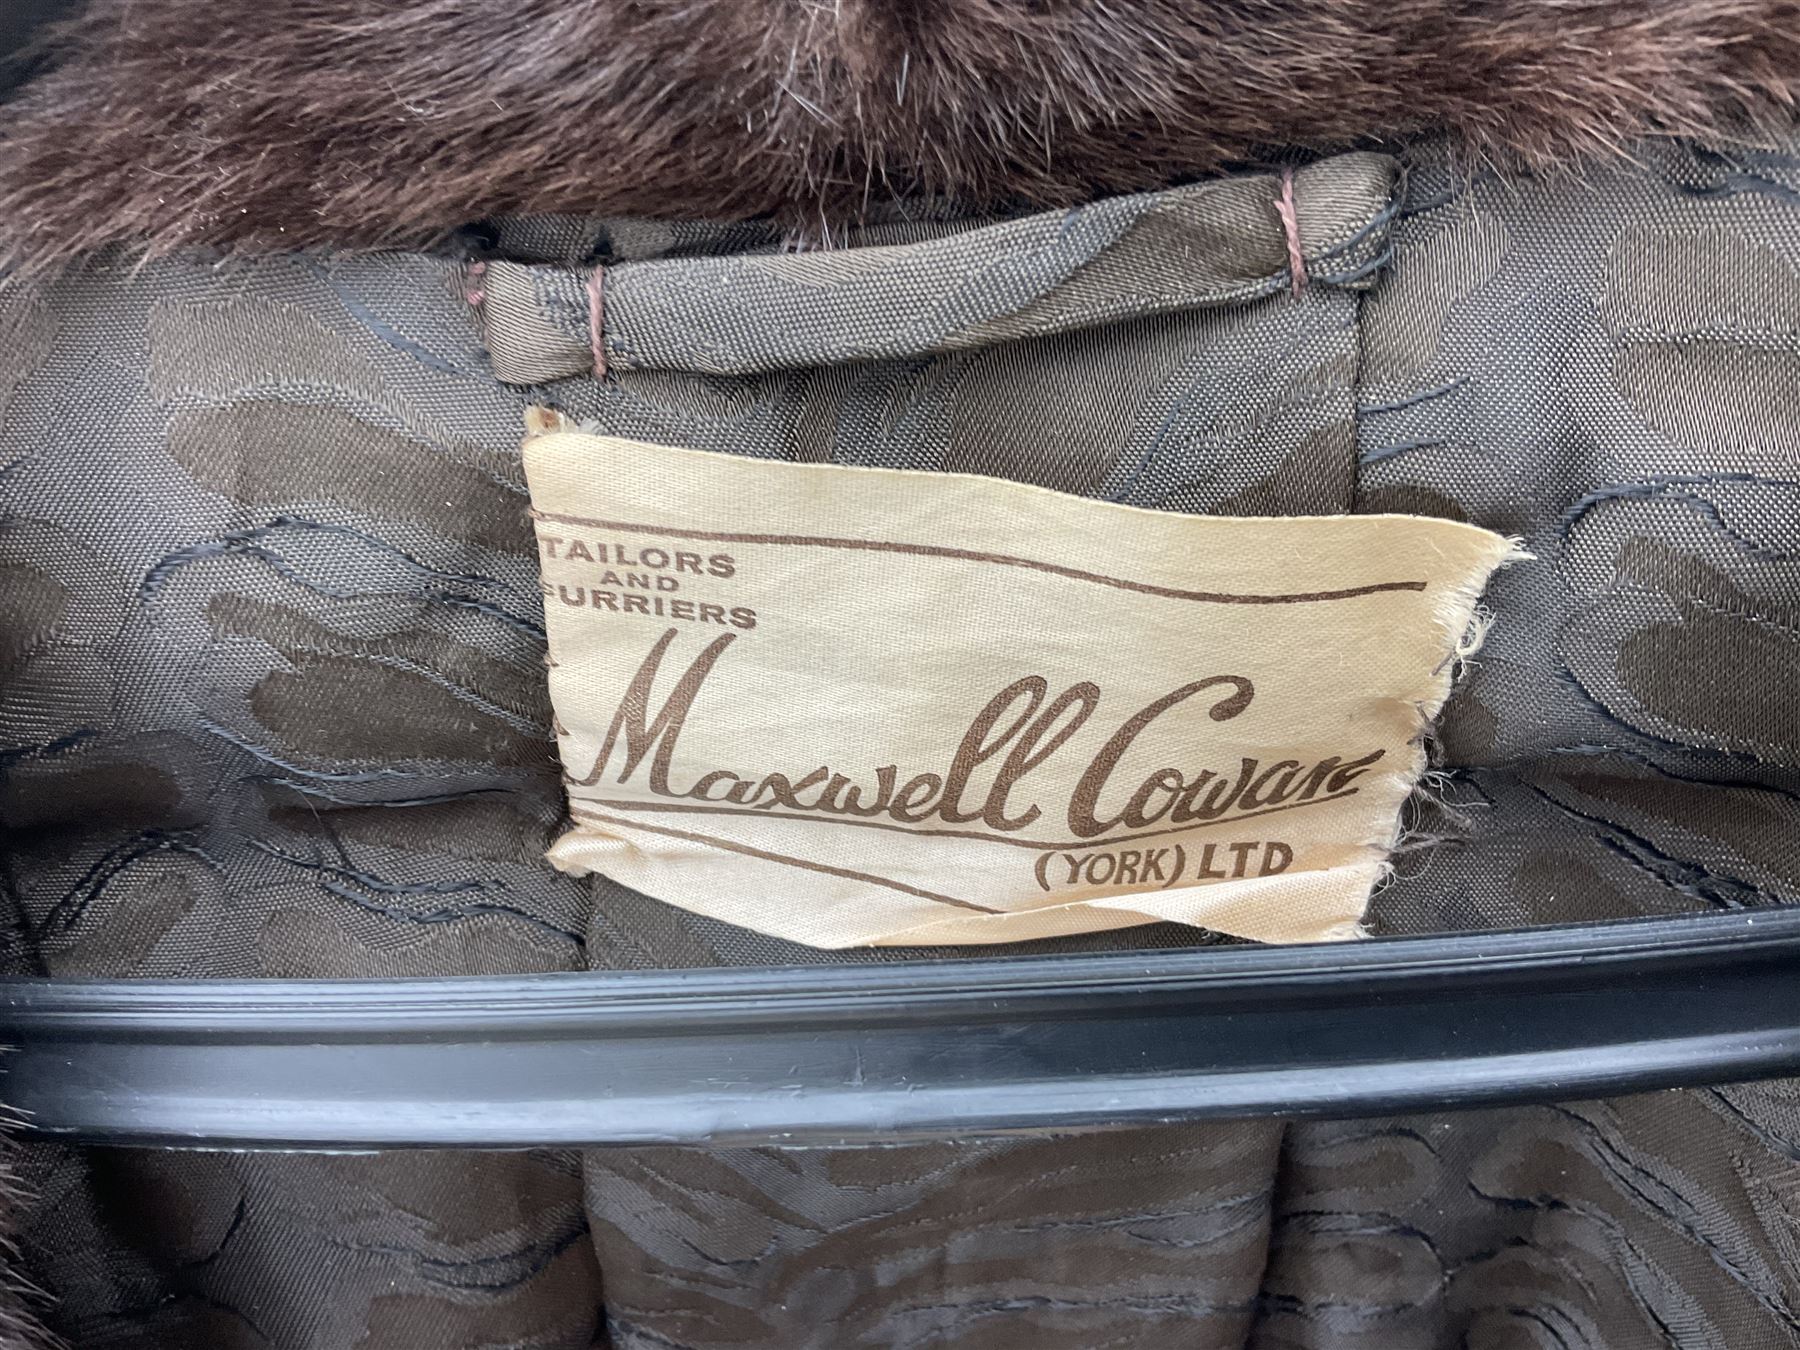 TAILORS
AND
FURRIERS
Maxwell Cowan
(YORK) LTD